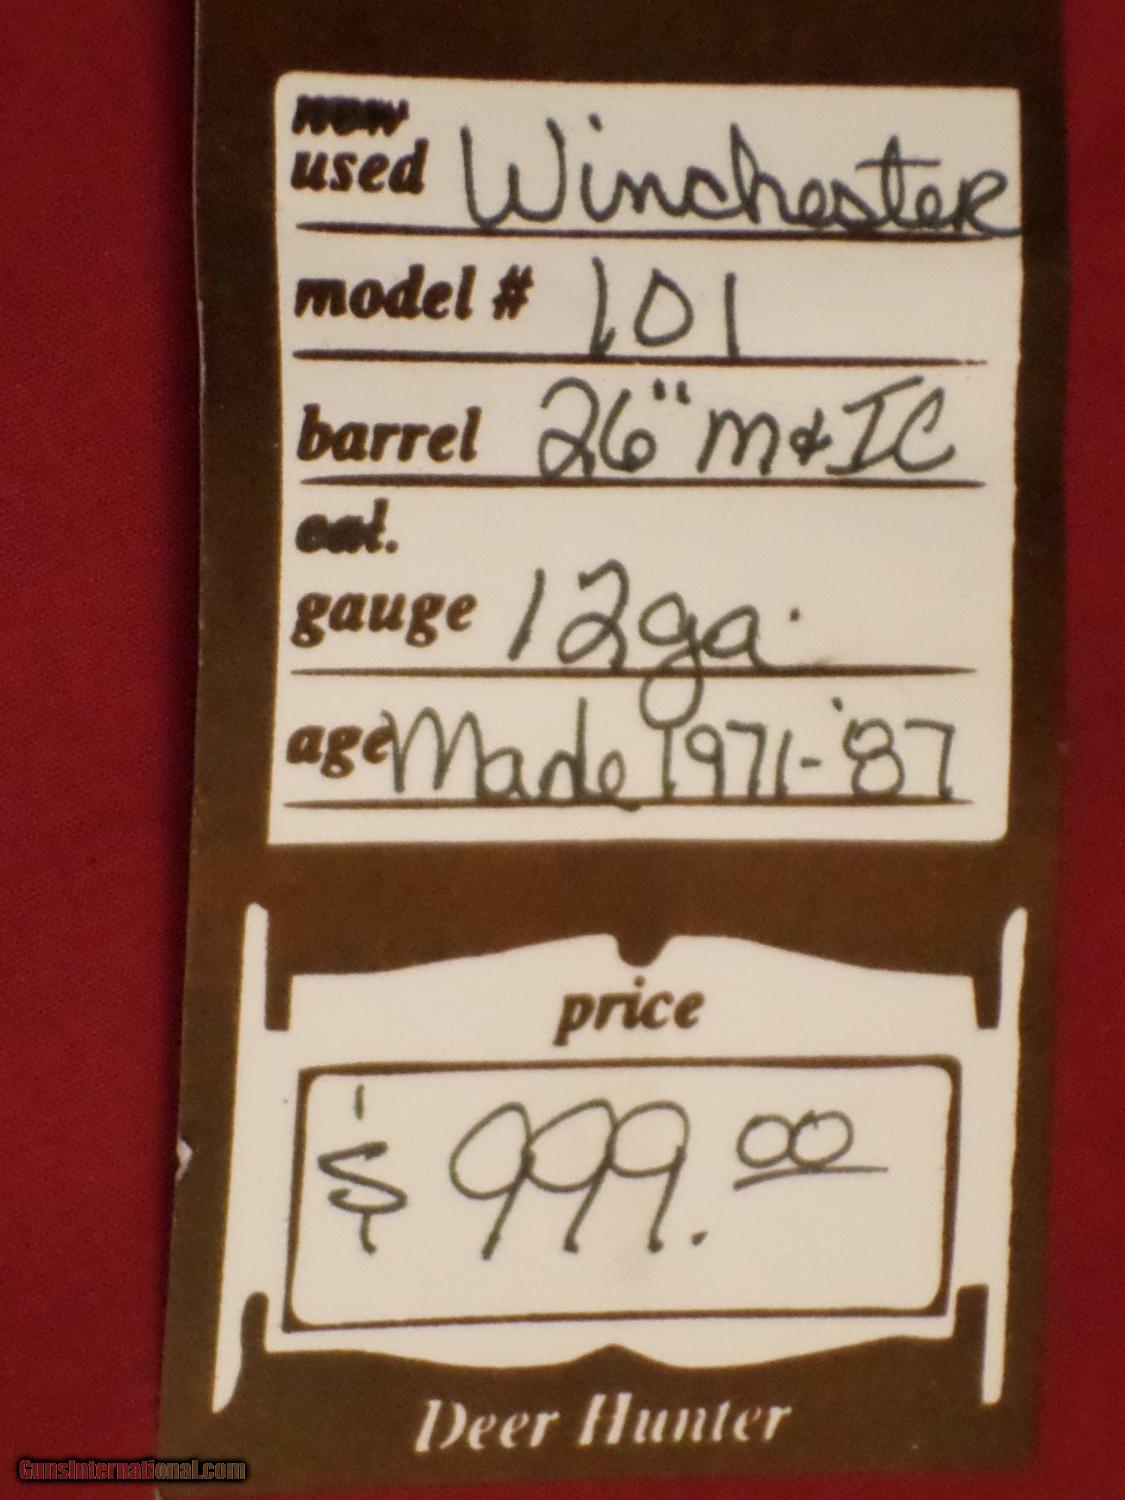 new
used Winchester
model # 101
barrel 26" M & IC
cal.
gauge 12ga.
age Made 1971-'87
price
$ 999.00
Deer Hunter
GunsInternational.com